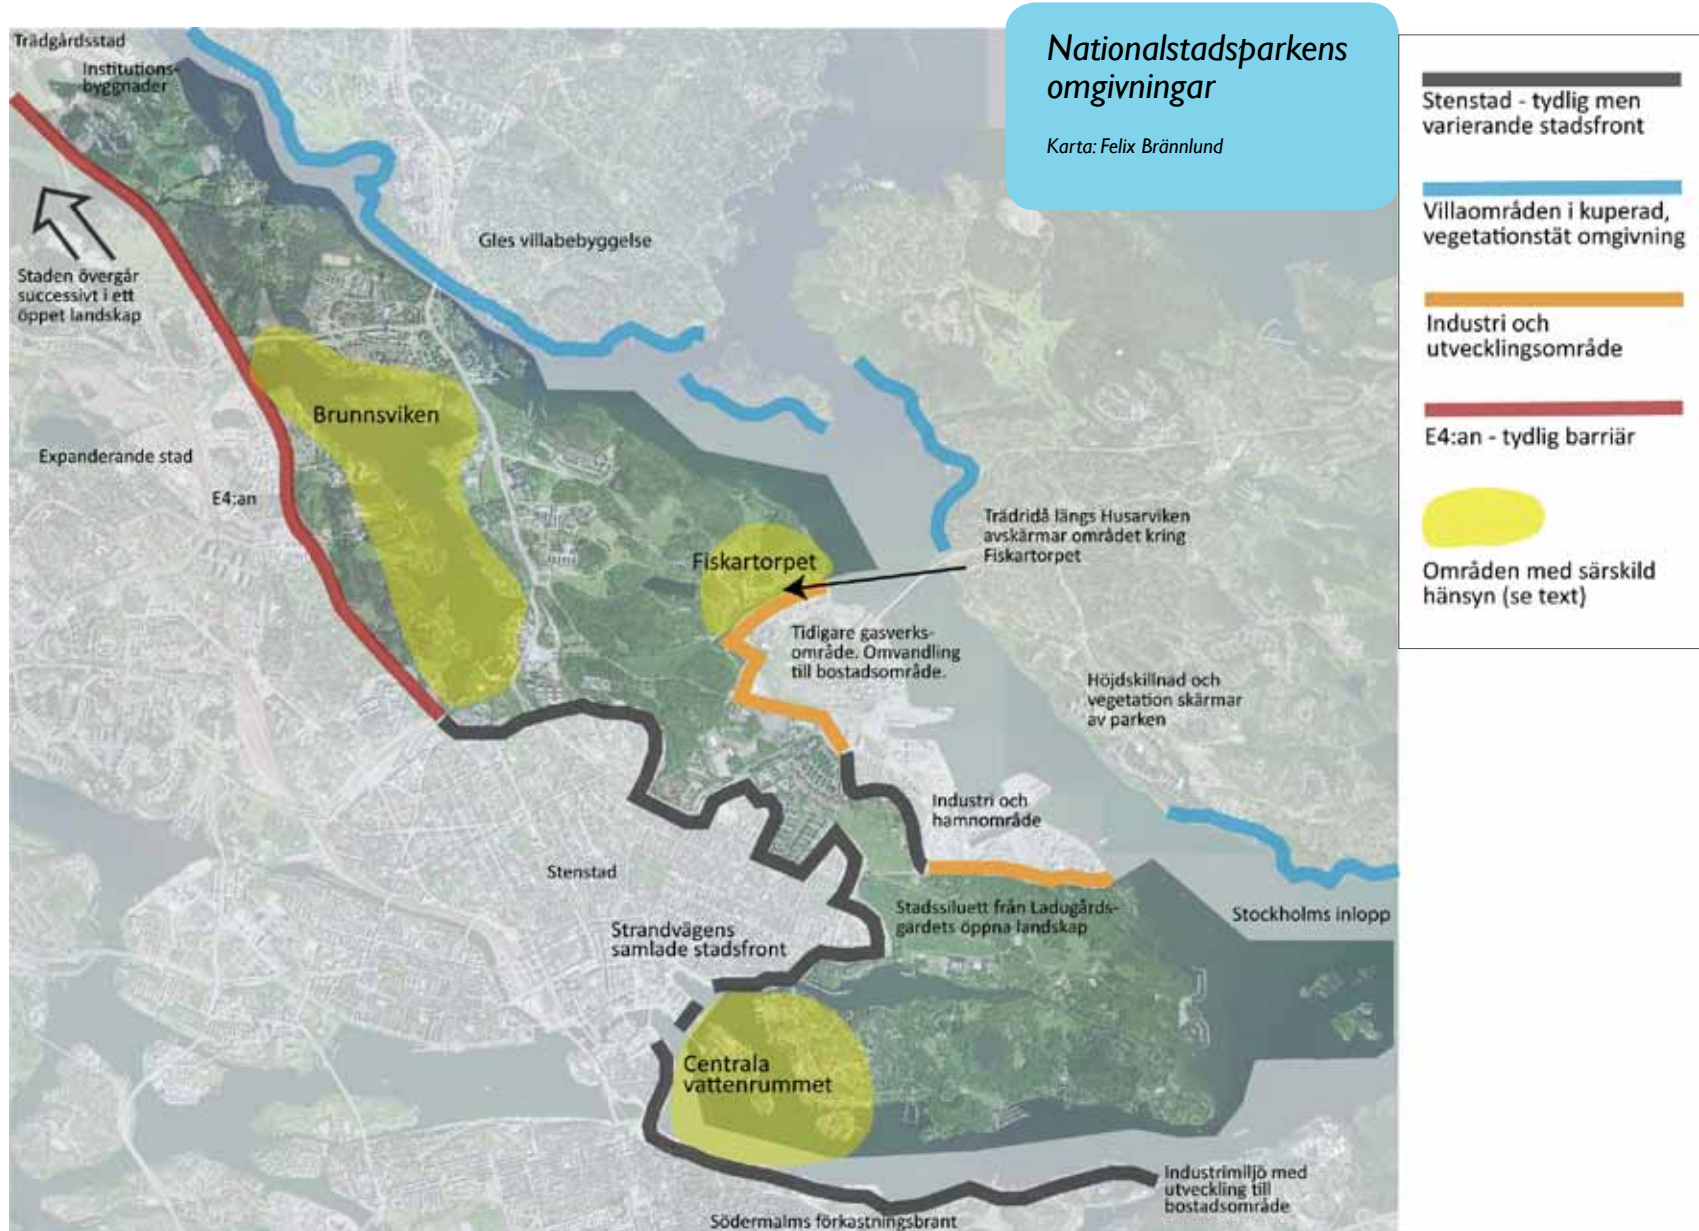 Nationalstadsparkens
omgivningar
Karta: Felix Brännlund
Stenstad - tydlig men
varierande stadsfront
Villaområden i kuperad,
vegetationstät omgivning
Industri och
utvecklingsområde
E4:an - tydlig barriär
Områden med särskild
hänsyn (se text)
Trädgårdsstad
Institutions-
byggnader
Gles villabebyggelse
Staden övergår
successivt i ett
öppet landskap
Brunnsviken
Expanderande stad
E4:an
Trädridå längs Husarviken
avskärmar området kring
Fiskartorpet
Fiskartorpet
Tidigare gasverks-
område. Omvandling
till bostadsområde.
Höjdskillnad och
vegetation skärmar
av parken
Industri och
hamnområde
Stenstad
Stadssiluett från Ladugårds-
gardets öppna landskap
Stockholms inlopp
Strandvägens
samlade stadsfront
Centrala
vattenrummet
Industrimiljö med
utveckling till
bostadsområde
Södermalms förkastningsbrant